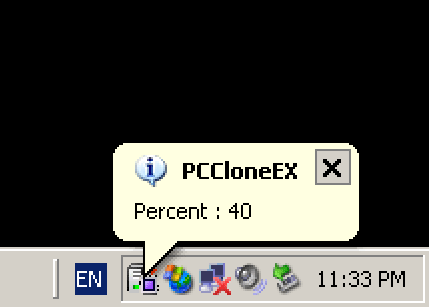 PCCloneEX
Percent : 40
EN
11:33 PM